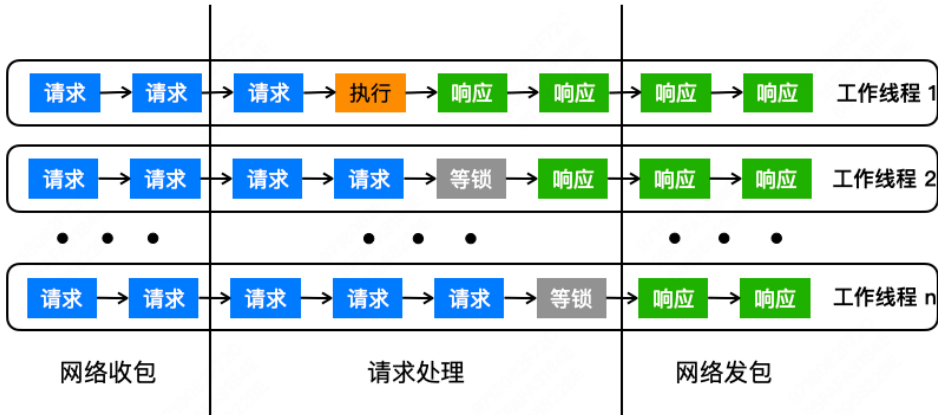 请求 请求 请求 执行 响应 响应 响应 响应 工作线程 1
请求 请求 请求 请求 等锁 响应 响应 响应 工作线程 2
请求 请求 请求 请求 请求 等锁 响应 响应 工作线程 n
网络收包 请求处理 网络发包